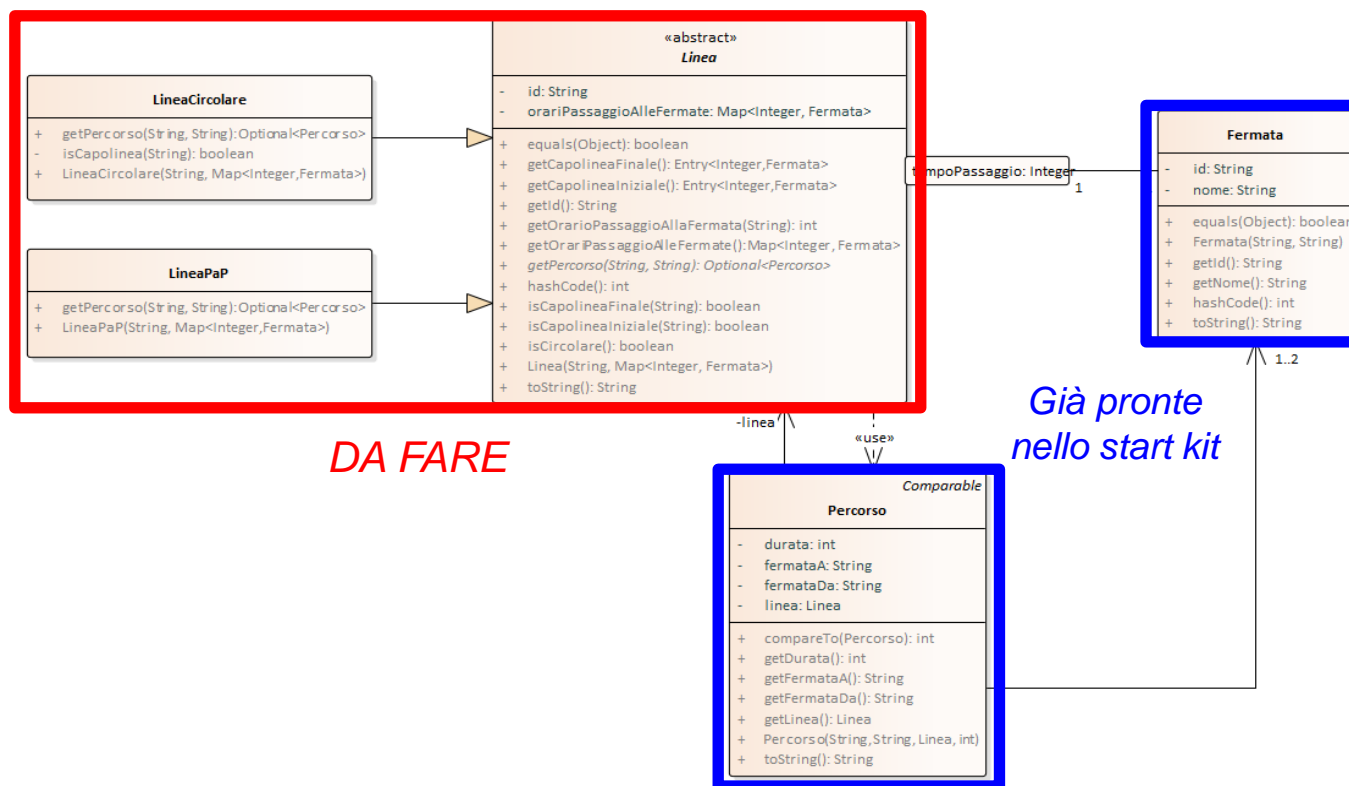 LineaCircolare
+ getPercorso(String, String):Optional<Percorso>
- isCapolinea(String): boolean
+ LineaCircolare(String, Map<Integer,Fermata>)
LineaPaP
+ getPercorso(String, String):Optional<Percorso>
+ LineaPaP(String, Map<Integer,Fermata>)
«abstract»
Linea
- id: String
- orariPassaggioAlleFermate: Map<Integer, Fermata>
+ equals(Object): boolean
+ getCapolineaFinale(): Entry<Integer,Fermata>
+ getCapolineaIniziale(): Entry<Integer,Fermata>
+ getId(): String
+ getOrarioPassaggioAllaFermata(String): int
+ getOrariPassaggioAlleFermate():Map<Integer, Fermata>
+ getPercorso(String, String): Optional<Percorso>
+ hashCode(): int
+ isCapolineaFinale(String): boolean
+ isCapolineaIniziale(String): boolean
+ isCircolare(): boolean
+ Linea(String, Map<Integer, Fermata>)
+ toString(): String
tempoPassaggio: Integer
1
Fermata
- id: String
- nome: String
+ equals(Object): boolean
+ Fermata(String, String)
+ getId(): String
+ getNome(): String
+ hashCode(): int
+ toString(): String
1..2
DA FARE
-linea
«use»
Già pronte
nello start kit
Comparable
Percorso
- durata: int
- fermataA: String
- fermataDa: String
- linea: Linea
+ compareTo(Percorso): int
+ getDurata(): int
+ getFermataA(): String
+ getFermataDa(): String
+ getLinea(): Linea
+ Percorso(String,String, Linea, int)
+ toString(): String